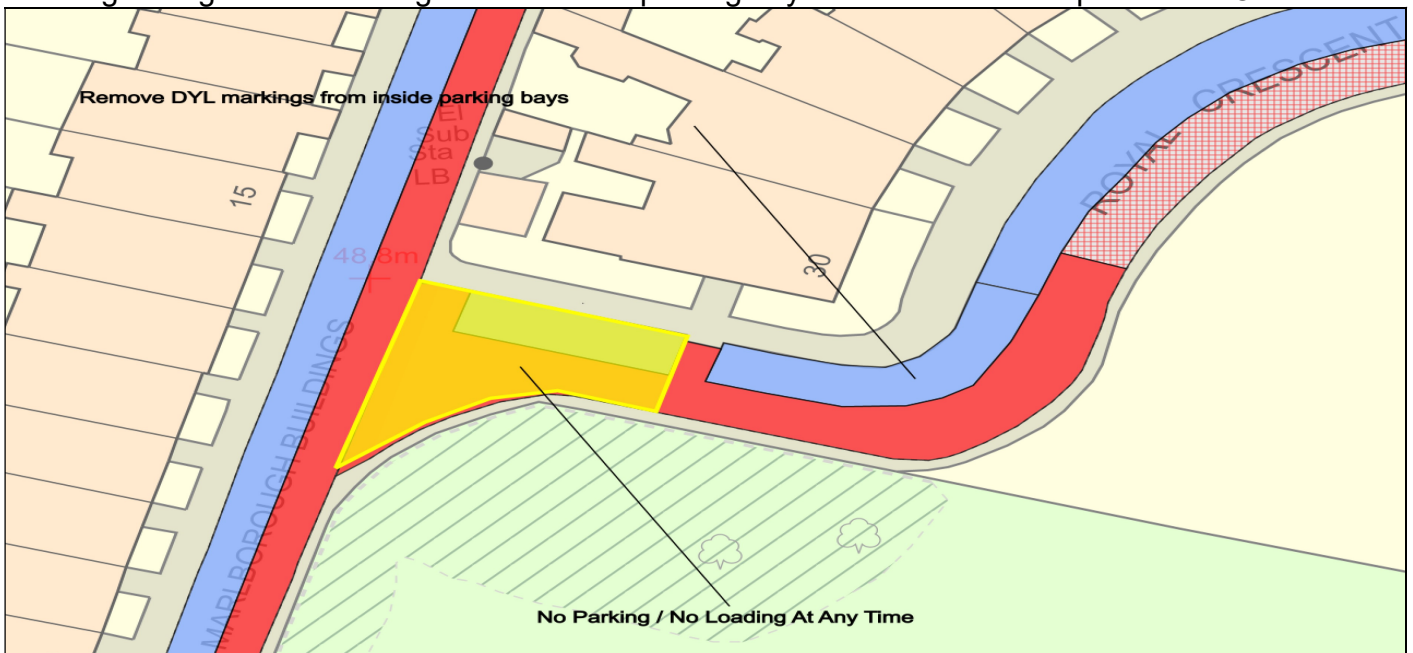 Remove DYL markings from inside parking bays
El
Sub
Sta
LB
15
48.8m
30
ROYAL CRESCENT
MARLBOROUGH BUILDINGS
No Parking / No Loading At Any Time